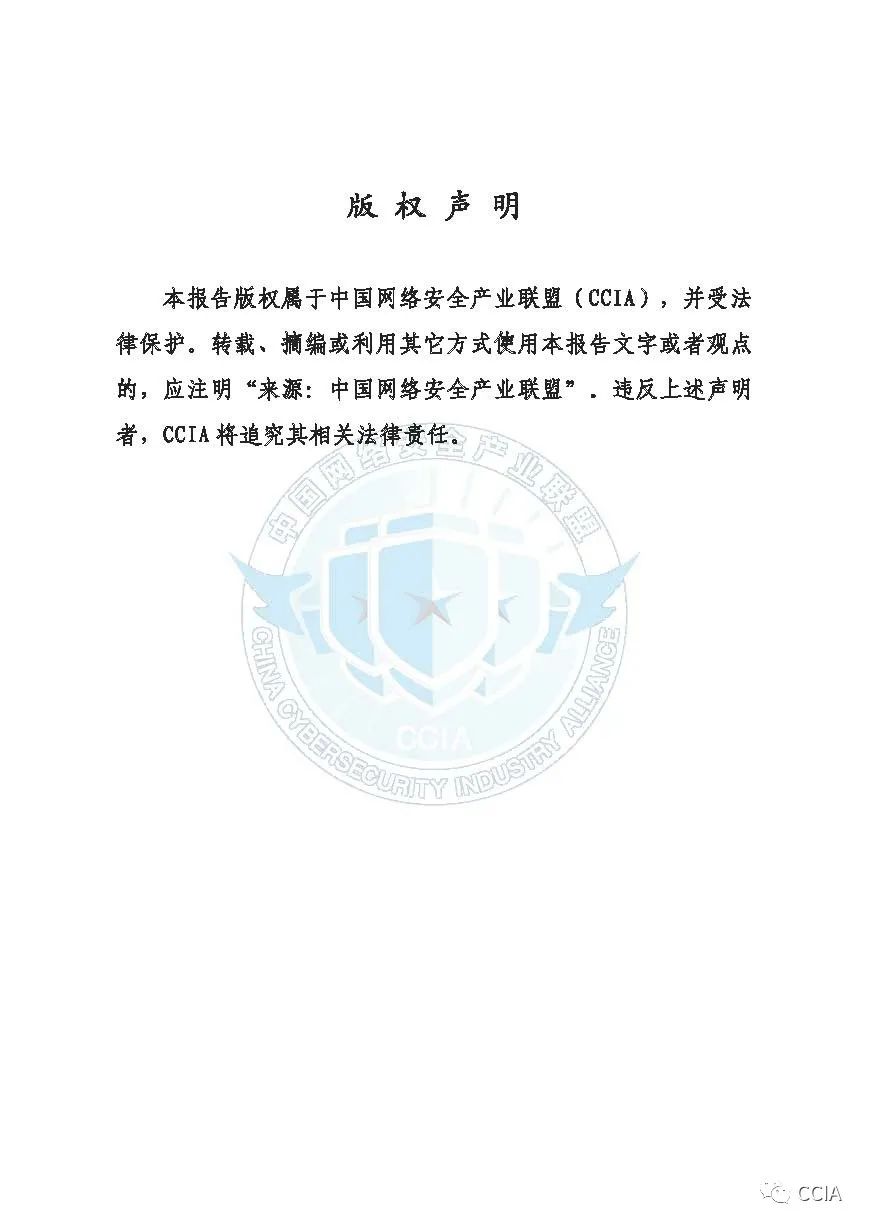 版 权 声 明
本报告版权属于中国网络安全产业联盟（CCIA），并受法
律保护。转载、摘编或利用其它方式使用本报告文字或者观点
的，应注明“来源：中国网络安全产业联盟”．违反上述声明
者，CCIA 将追究其相关法律责任。
中国网络安全产业联盟
CCIA
CHINA CYBERSECURITY INDUSTRY ALLIANCE
CCIA